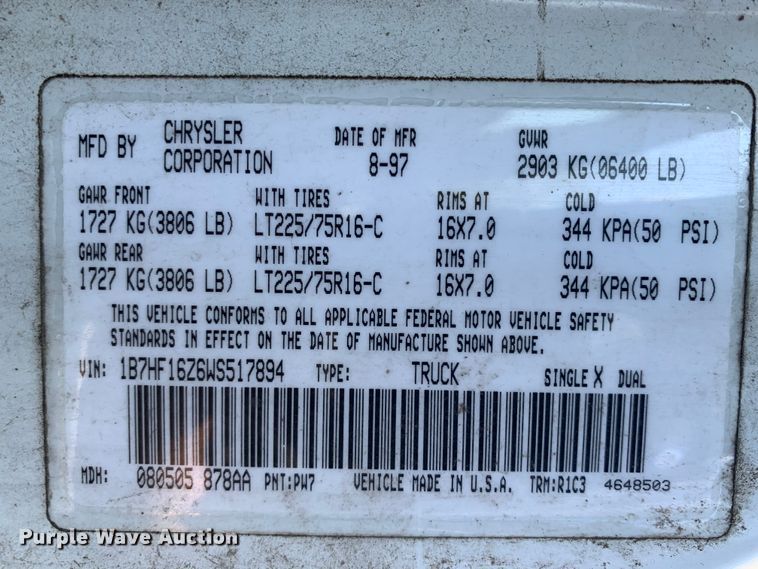 MFD BY CHRYSLER CORPORATION DATE OF MFR 8-97 GVWR 2903 KG(06400 LB)
GAWR FRONT WITH TIRES RIMS AT COLD
1727 KG(3806 LB) LT225/75R16-C 16X7.0 344 KPA(50 PSI)
GAWR REAR WITH TIRES RIMS AT COLD
1727 KG(3806 LB) LT225/75R16-C 16X7.0 344 KPA(50 PSI)
THIS VEHICLE CONFORMS TO ALL APPLICABLE FEDERAL MOTOR VEHICLE SAFETY
STANDARDS IN EFFECT ON THE DATE OF MANUFACTURE SHOWN ABOVE.
VIN: 1B7HF16Z6WS517894 TYPE: TRUCK SINGLE X DUAL
MDH: 080505 878AA PNT:PW7 VEHICLE MADE IN U.S.A. TRM:R1C3 4648503
Purple Wave Auction